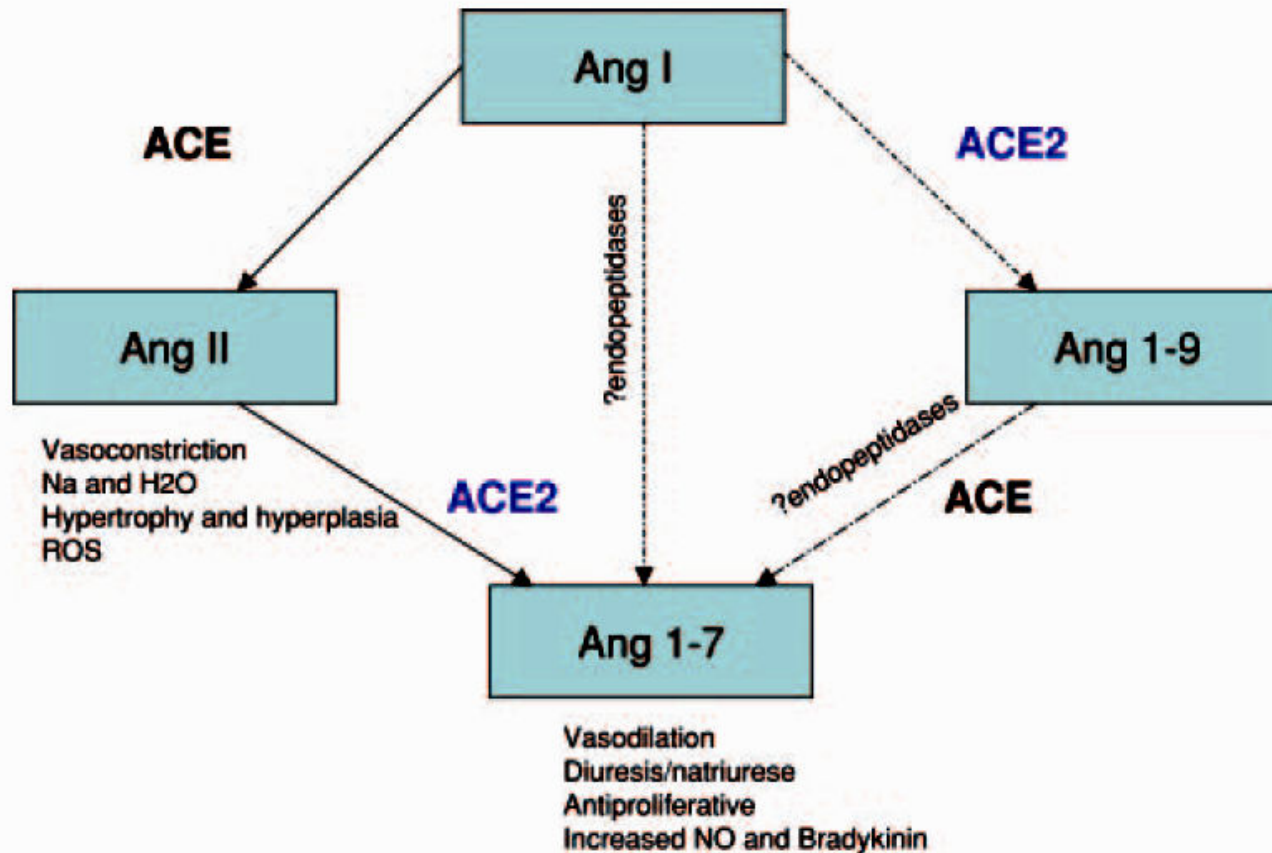 Ang I
ACE
ACE2
?endopeptidases
Ang II
Ang 1-9
Vasoconstriction
Na and H2O
Hypertrophy and hyperplasia
ROS
ACE2
?endopeptidases
ACE
Ang 1-7
Vasodilation
Diuresis/natriurese
Antiproliferative
Increased NO and Bradykinin